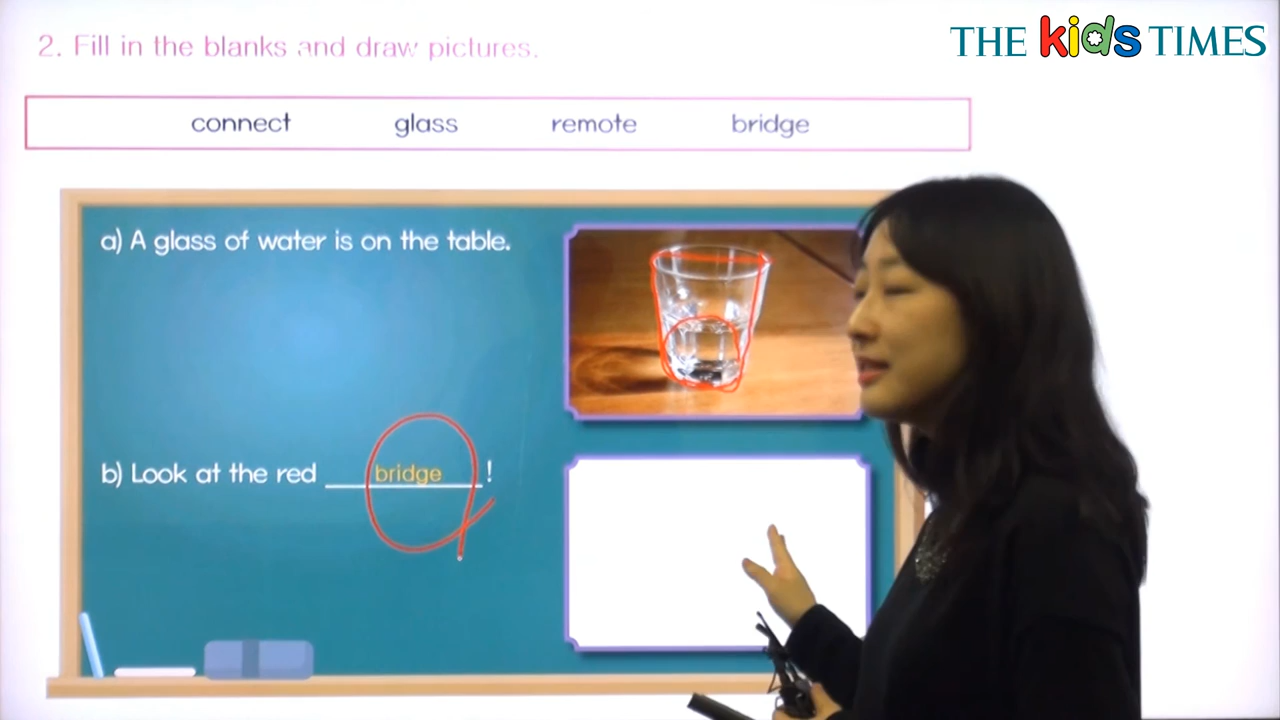 THE kids TIMES
2. Fill in the blanks and draw pictures.
connect glass remote bridge
a) A glass of water is on the table.
b) Look at the red bridge!